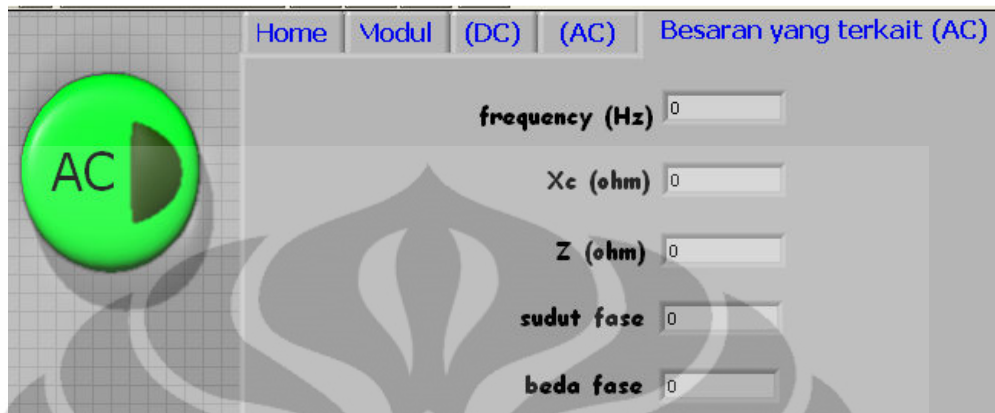 Home Modul (DC) (AC) Besaran yang terkait (AC)
AC
frequency (Hz) 0
Xc (ohm) 0
Z (ohm) 0
sudut fase 0
beda fase 0